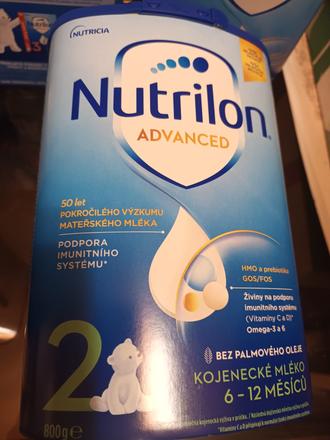 NUTRICIA
Nutrilon
ADVANCED
50 let
POKROČILÉHO VÝZKUMU
MATEŘSKÉHO MLÉKA
PODPORA
IMUNITNÍHO
SYSTÉMU*
HMO a prebiotika
GOS/FOS
Živiny na podporu
imunitního systému
(Vitaminy C a D)*
Omega-3 a 6
2
BEZ PALMOVÉHO OLEJE
KOJENECKÉ MLÉKO
6 – 12 MĚSÍCŮ
800g
3